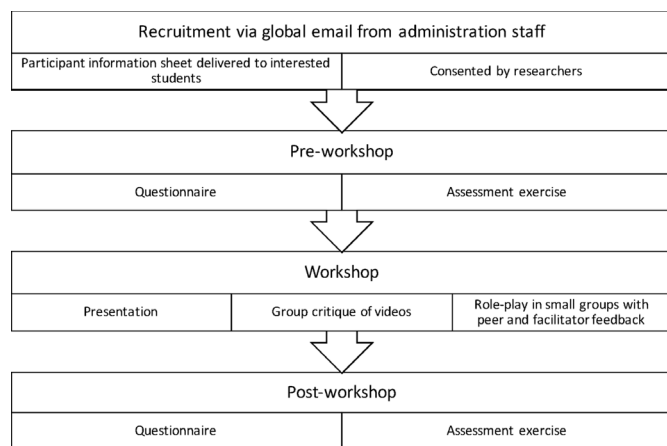 Recruitment via global email from administration staff
Participant information sheet delivered to interested
students
Consented by researchers
Pre-workshop
Questionnaire
Assessment exercise
Workshop
Presentation
Group critique of videos
Role-play in small groups with
peer and facilitator feedback
Post-workshop
Questionnaire
Assessment exercise